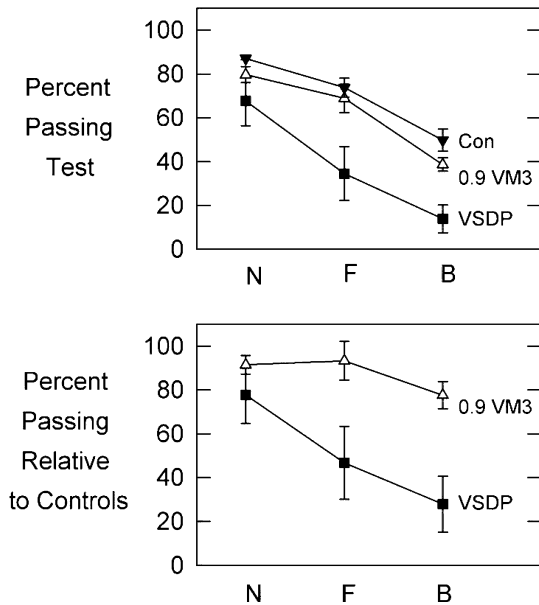 100
80
60
40
20
0
Percent
Passing
Test
Con
0.9 VM3
VSDP
N F B
100
80
60
40
20
0
Percent
Passing
Relative
to Controls
0.9 VM3
VSDP
N F B